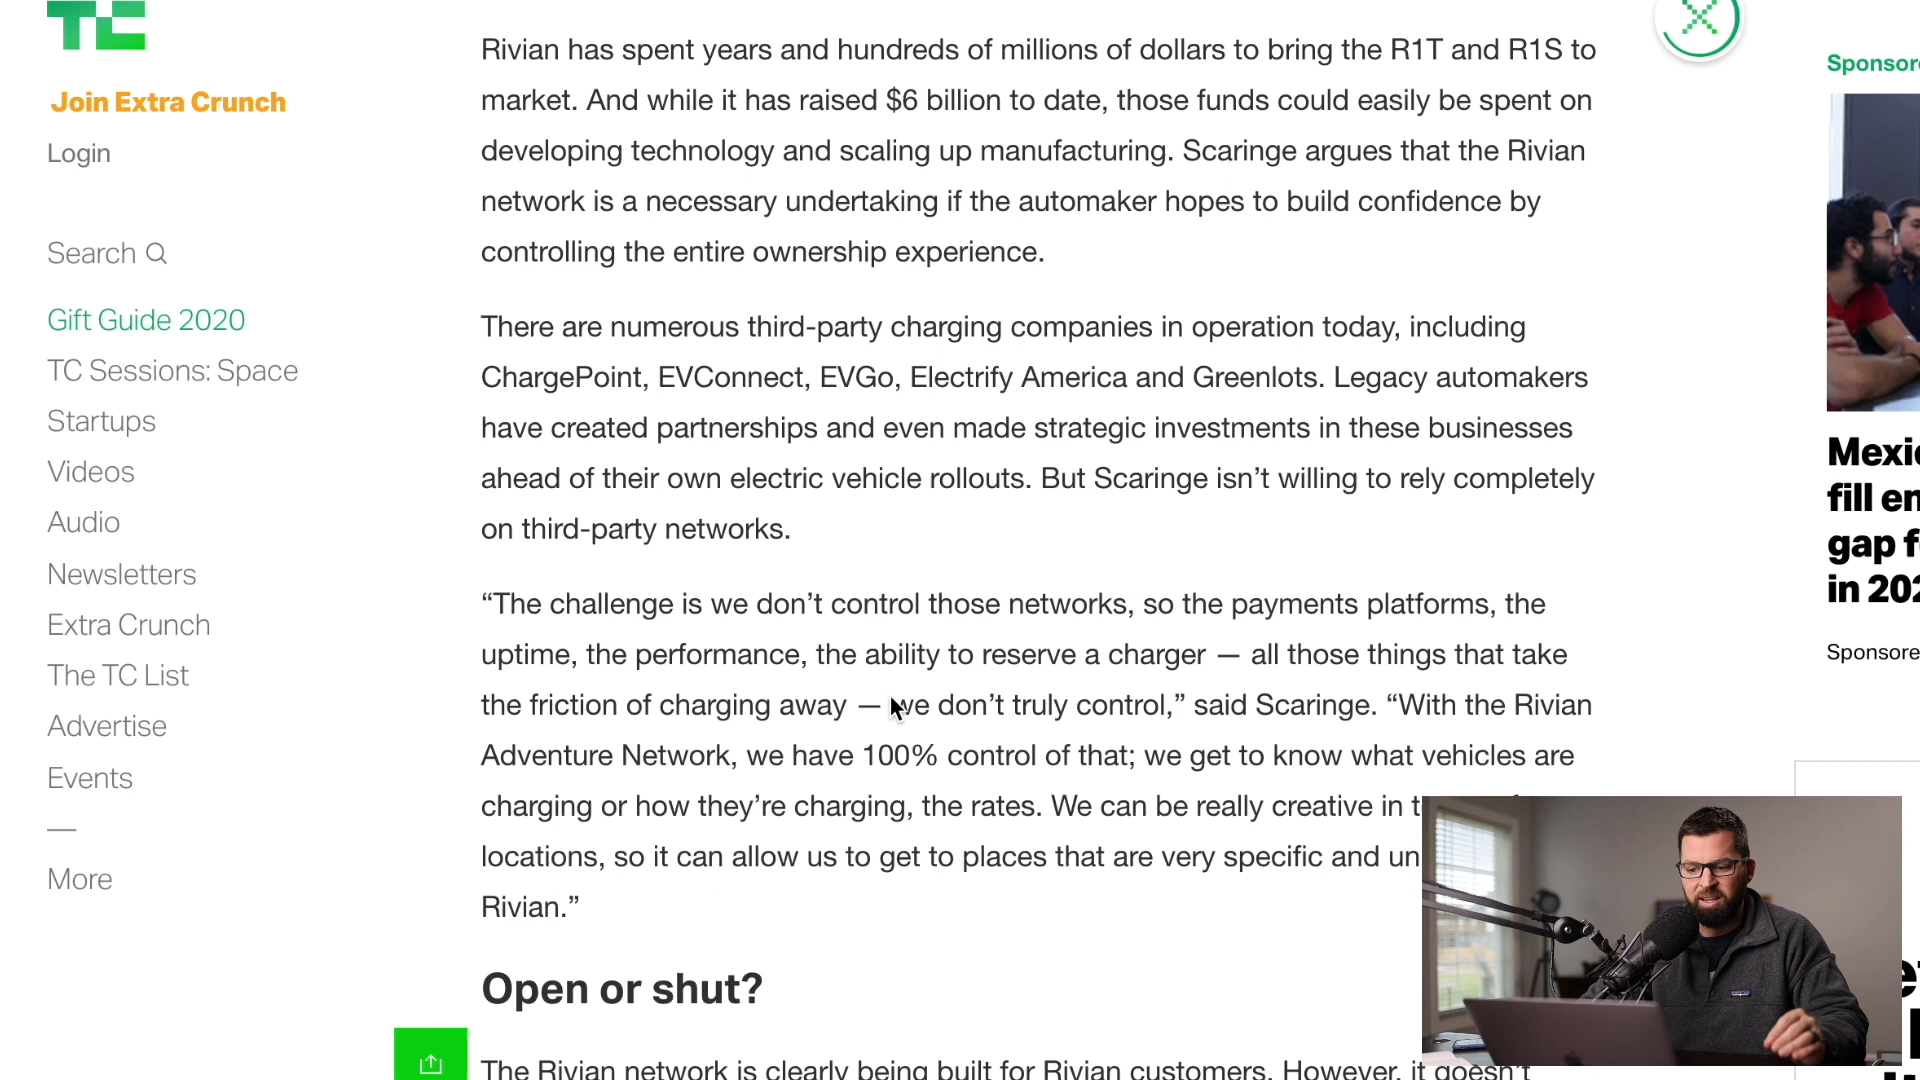 TC
Join Extra Crunch
Login
Search
Gift Guide 2020
TC Sessions: Space
Startups
Videos
Audio
Newsletters
Extra Crunch
The TC List
Advertise
Events
More
Rivian has spent years and hundreds of millions of dollars to bring the R1T and R1S to
market. And while it has raised $6 billion to date, those funds could easily be spent on
developing technology and scaling up manufacturing. Scaringe argues that the Rivian
network is a necessary undertaking if the automaker hopes to build confidence by
controlling the entire ownership experience.
There are numerous third-party charging companies in operation today, including
ChargePoint, EVConnect, EVGo, Electrify America and Greenlots. Legacy automakers
have created partnerships and even made strategic investments in these businesses
ahead of their own electric vehicle rollouts. But Scaringe isn’t willing to rely completely
on third-party networks.
“The challenge is we don’t control those networks, so the payments platforms, the
uptime, the performance, the ability to reserve a charger — all those things that take
the friction of charging away — we don’t truly control,” said Scaringe. “With the Rivian
Adventure Network, we have 100% control of that; we get to know what vehicles are
charging or how they’re charging, the rates. We can be really creative in
locations, so it can allow us to get to places that are very specific and un
Rivian.”
Open or shut?
The Rivian network is clearly being built for Rivian customers. However, it doesn’t
Sponsore
Mexi
fill en
gap f
in 202
Sponsore